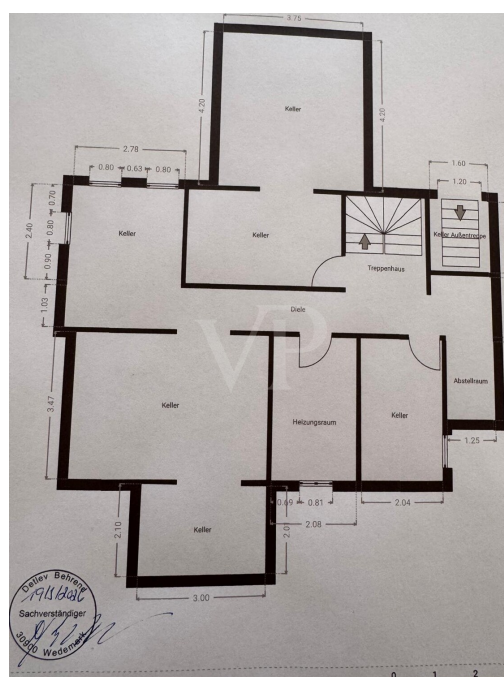 3.75
4.20
4.20
Keller
2.78
0.80
0.63
0.80
1.60
1.20
0.70
0.80
0.90
2.40
1.03
Keller
Keller
Keller Außentreppe
Treppenhaus
Diele
VP
3.47
Keller
Heizungsraum
Keller
Abstellraum
1.25
0.69
0.81
2.04
2.08
2.10
Keller
2.0
3.00
Detlev Behrend
Sachverständiger
30900 Wedemark
0 1 2